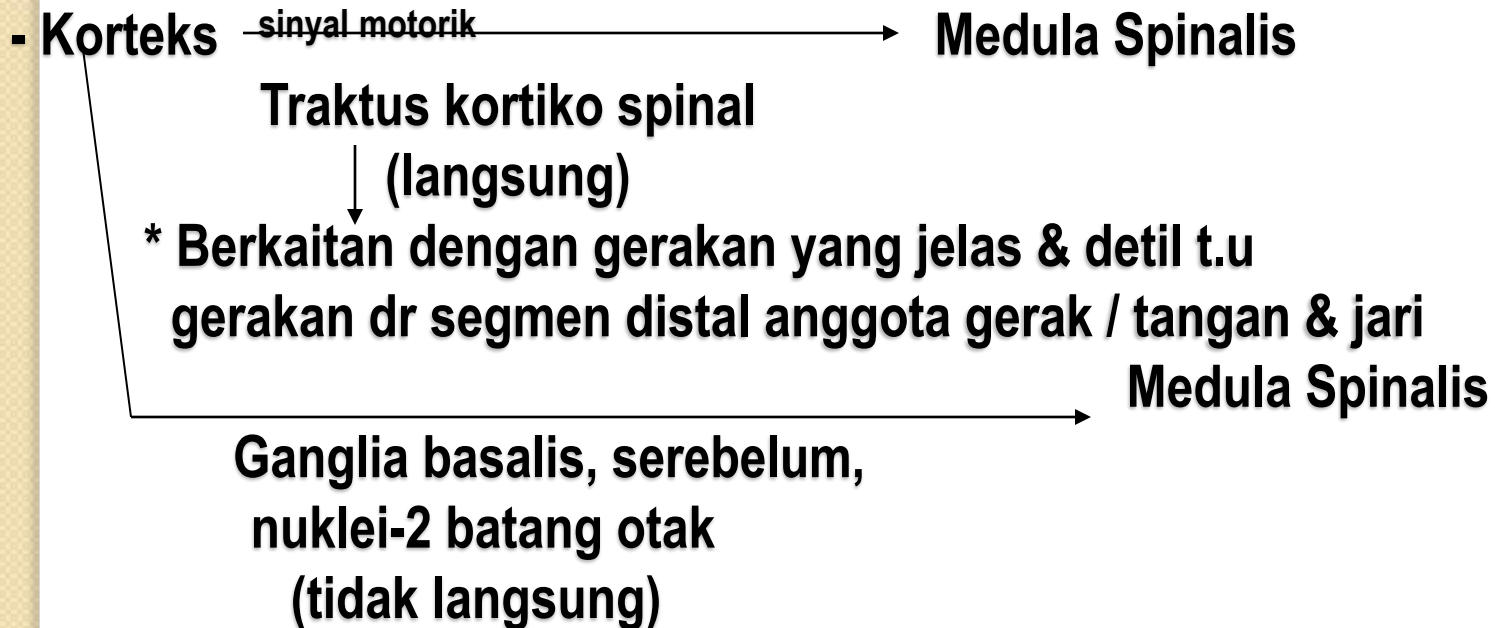 - Korteks sinyal motorik Medula Spinalis
Traktus kortiko spinal
(langsung)
* Berkaitan dengan gerakan yang jelas & detil t.u
gerakan dr segmen distal anggota gerak / tangan & jari
Medula Spinalis
Ganglia basalis, serebelum,
nuklei-2 batang otak
(tidak langsung)